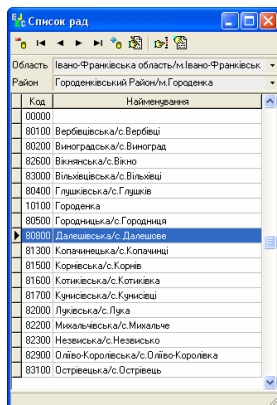 Список рад
Область Івано-Франківська область/м.Івано-Франківськ
Район Городенківський Район/м.Городенка
Код Найменування
00000
80100 Вербівцівська/с.Вербівці
80200 Виноградська/с.Виноград
82600 Вікнянська/с.Вікно
83000 Вільхівцівська/с.Вільхівці
80400 Глушківська/с.Глушків
10100 Городенка
80500 Городницька/с.Городниця
80800 Далешівська/с.Далешове
81300 Копачинецька/с.Копачинці
81500 Корнівська/с.Корнів
81600 Котиківська/с.Котиківка
81700 Кунисівська/с.Кунисівці
82000 Луківська/с.Лука
82200 Михальчівська/с.Михальче
82300 Незвиська/с.Незвисько
82900 Оліїво-Королівська/с.Оліїво-Королівка
83100 Острівецька/с.Острівець